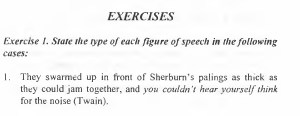 EXERCISES
Exercise 1. State the type of each figure of speech in the following
cases:
1. They swarmed up in front of Sherburn's palings as thick as
they could jam together, and you couldn't hear yourself think
for the noise (Twain).